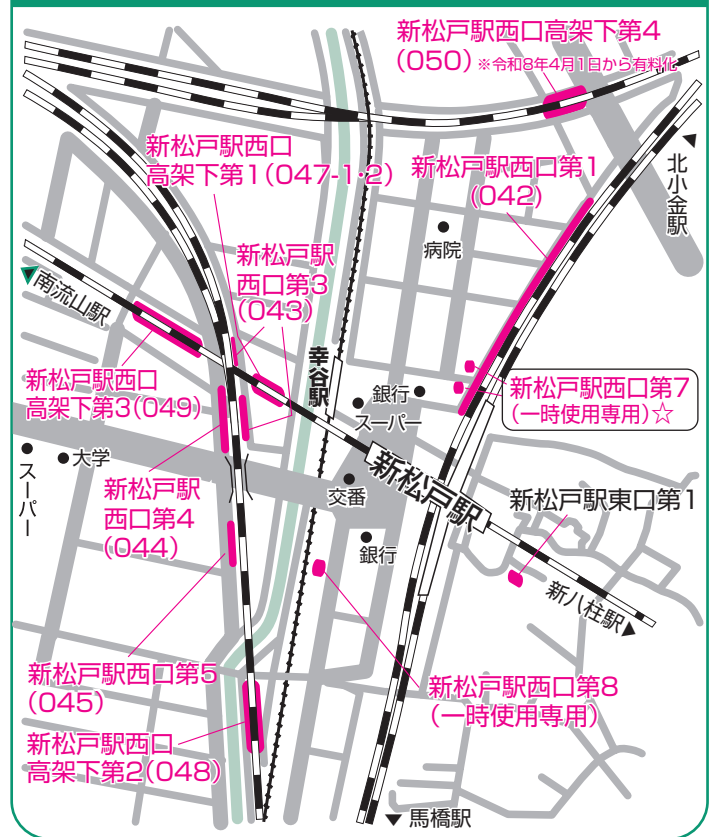 新松戸駅西口高架下第4
(050)※令和8年4月1日から有料化
新松戸駅西口
高架下第1(047-1・2)
新松戸駅西口第1
(042)
北小金駅
病院
新松戸駅
西口第3
(043)
南流山駅
幸谷駅
新松戸駅西口
高架下第3(049)
銀行
スーパー
新松戸駅西口第7
(一時使用専用)☆
スーパー
大学
新松戸駅
西口第4
(044)
新松戸駅
交番
銀行
新松戸駅東口第1
新八柱駅
新松戸駅西口第5
(045)
新松戸駅西口第8
(一時使用専用)
新松戸駅西口
高架下第2(048)
馬橋駅